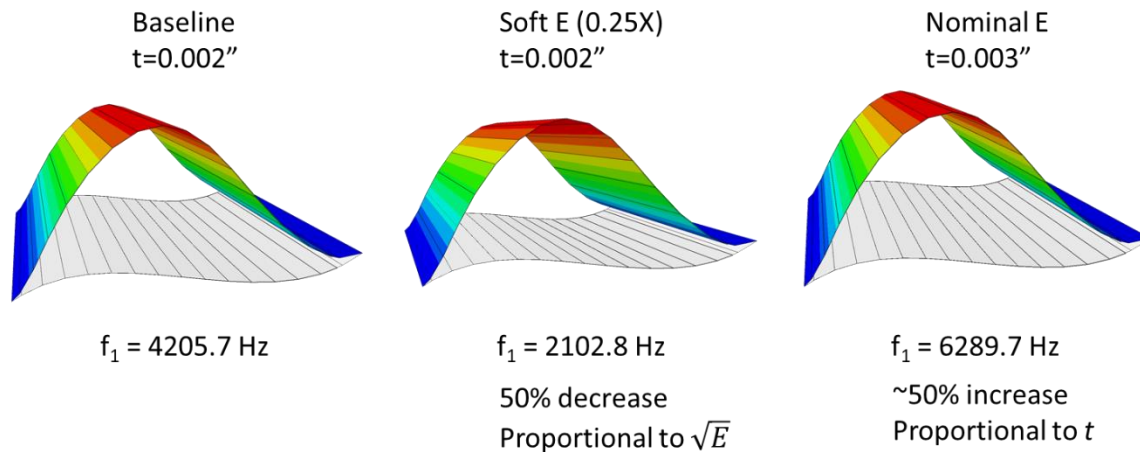 Baseline
t=0.002”
Soft E (0.25X)
t=0.002”
Nominal E
t=0.003”
f₁ = 4205.7 Hz
f₁ = 2102.8 Hz
50% decrease
Proportional to √E
f₁ = 6289.7 Hz
~50% increase
Proportional to t